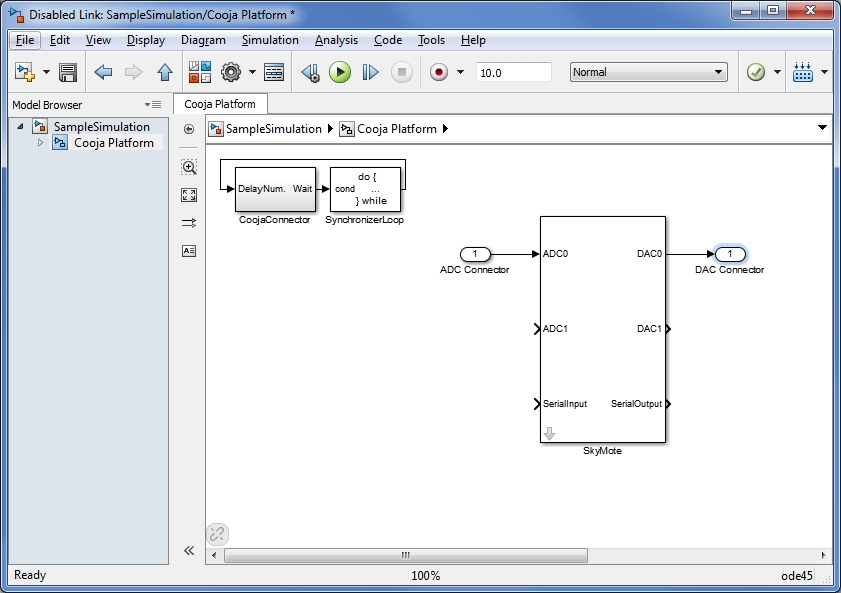 Disabled Link: SampleSimulation/Cooja Platform *
File Edit View Display Diagram Simulation Analysis Code Tools Help
10.0 Normal
Model Browser
Cooja Platform
SampleSimulation
Cooja Platform
SampleSimulation Cooja Platform
DelayNum. Wait
CoojaConnector
do {
cond ...
} while
SynchronizerLoop
1
ADC Connector
ADC0 DAC0
ADC1 DAC1
SerialInput SerialOutput
SkyMote
1
DAC Connector
Ready 100% ode45